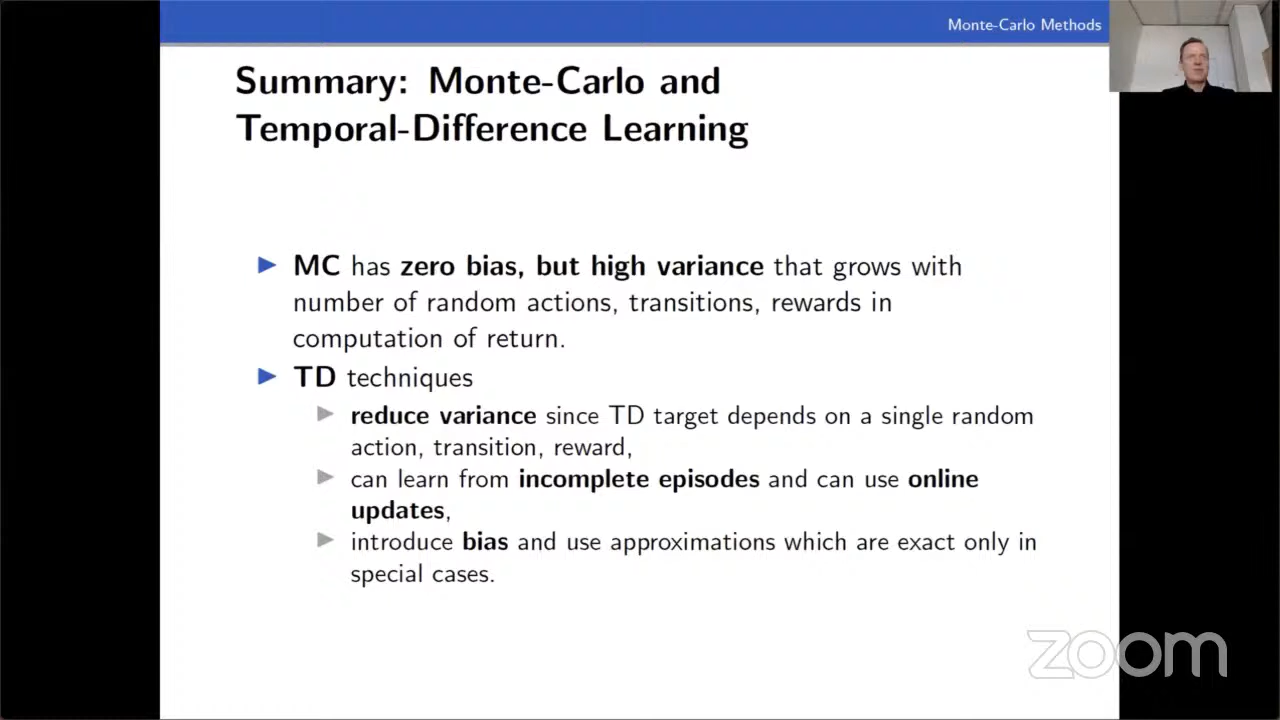 Monte-Carlo Methods
Summary: Monte-Carlo and
Temporal-Difference Learning
MC has zero bias, but high variance that grows with
number of random actions, transitions, rewards in
computation of return.
TD techniques
reduce variance since TD target depends on a single random
action, transition, reward,
can learn from incomplete episodes and can use online
updates,
introduce bias and use approximations which are exact only in
special cases.
zoom